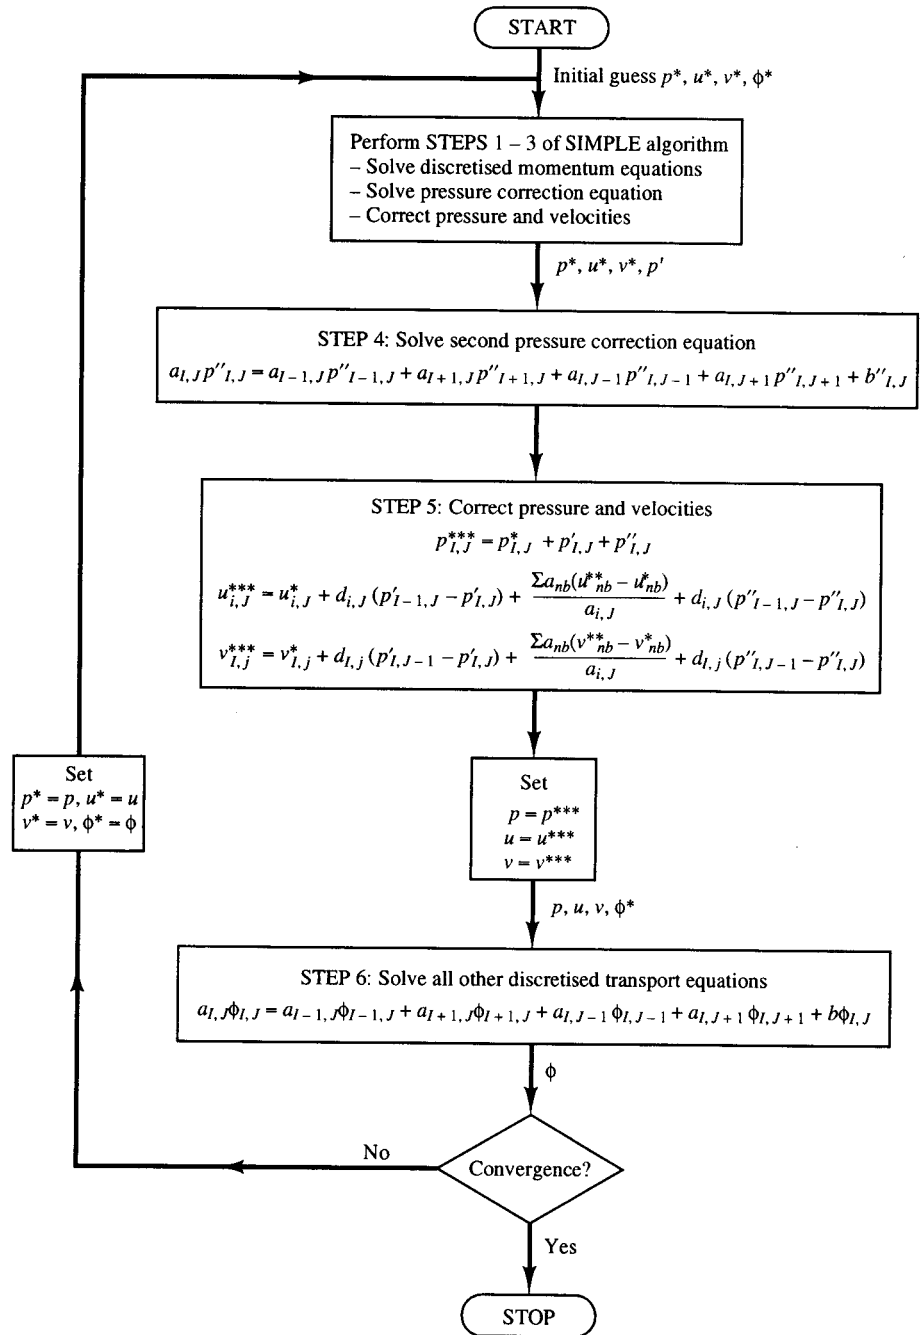 START
Initial guess p*, u*, v*, ϕ*
Perform STEPS 1 – 3 of SIMPLE algorithm
– Solve discretised momentum equations
– Solve pressure correction equation
– Correct pressure and velocities
p*, u*, v*, p'
STEP 4: Solve second pressure correction equation
a_{I,J} p''_{I,J} = a_{I-1,J} p''_{I-1,J} + a_{I+1,J} p''_{I+1,J} + a_{I,J-1} p''_{I,J-1} + a_{I,J+1} p''_{I,J+1} + b''_{I,J}
STEP 5: Correct pressure and velocities
p***_{I,J} = p*_{I,J} + p'_{I,J} + p''_{I,J}
u***_{i,J} = u*_{i,J} + d_{i,J} (p'_{I-1,J} – p'_{I,J}) + Σa_{nb}(u**_{nb} – u*_{nb}) / a_{i,J} + d_{i,J} (p''_{I-1,J} – p''_{I,J})
v***_{I,j} = v*_{I,j} + d_{I,j} (p'_{I,J-1} – p'_{I,J}) + Σa_{nb}(v**_{nb} – v*_{nb}) / a_{i,J} + d_{I,j} (p''_{I,J-1} – p''_{I,J})
Set
p = p***
u = u***
v = v***
Set
p* = p, u* = u
v* = v, ϕ* = ϕ
p, u, v, ϕ*
STEP 6: Solve all other discretised transport equations
a_{I,J}ϕ_{I,J} = a_{I-1,J}ϕ_{I-1,J} + a_{I+1,J}ϕ_{I+1,J} + a_{I,J-1}ϕ_{I,J-1} + a_{I,J+1}ϕ_{I,J+1} + bϕ_{I,J}
ϕ
No
Convergence?
Yes
STOP